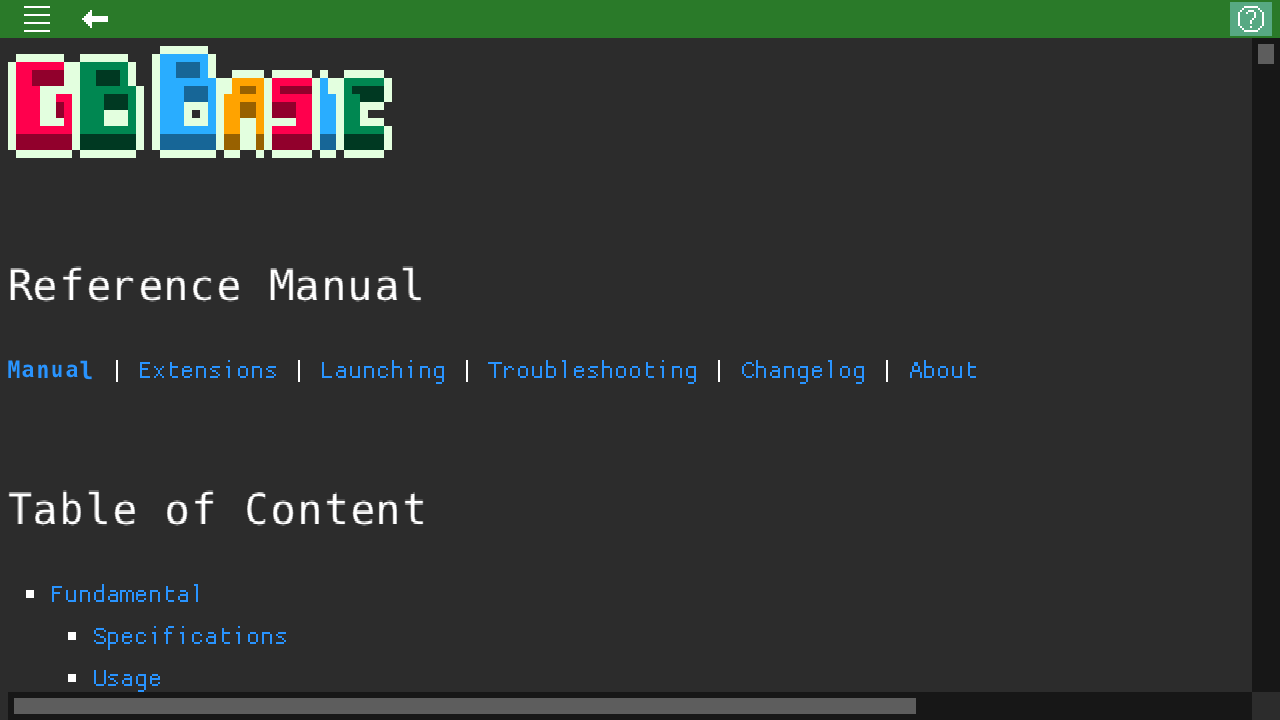 GB BASIC
Reference Manual
Manual | Extensions | Launching | Troubleshooting | Changelog | About
Table of Content
Fundamental
Specifications
Usage